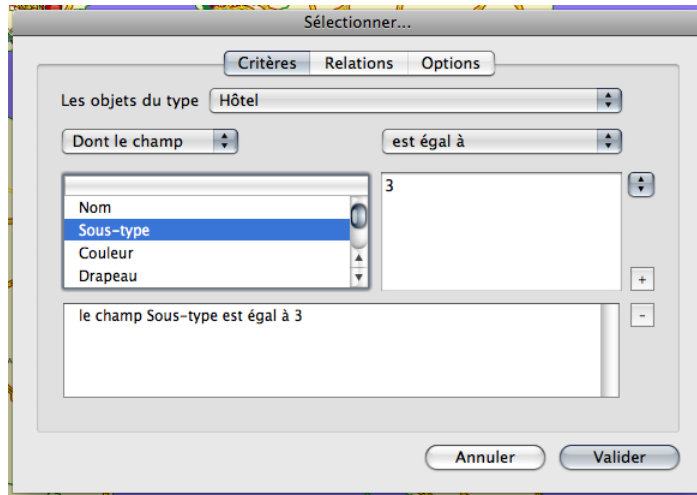 Sélectionner...
Critères Relations Options
Les objets du type Hôtel
Dont le champ est égal à
3
Nom
Sous-type
Couleur
Drapeau
+
le champ Sous-type est égal à 3
-
Annuler Valider